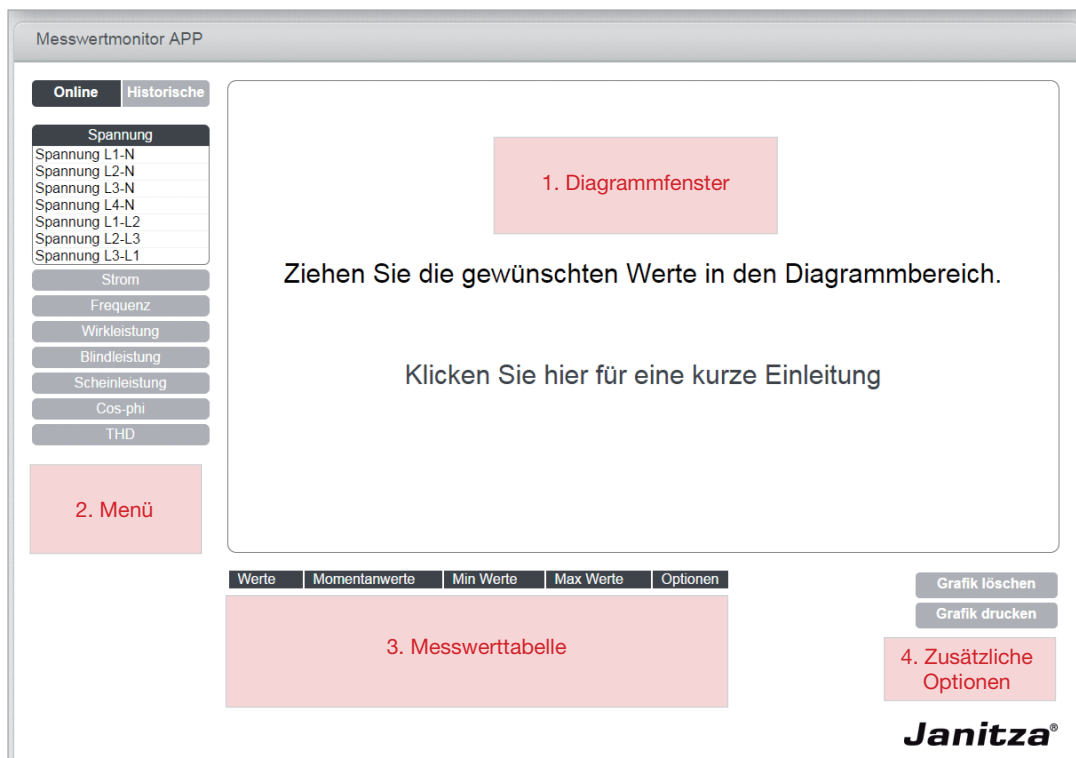 Messwertmonitor APP
Online Historische
Spannung
Spannung L1-N
Spannung L2-N
Spannung L3-N
Spannung L4-N
Spannung L1-L2
Spannung L2-L3
Spannung L3-L1
Strom
Frequenz
Wirkleistung
Blindleistung
Scheinleistung
Cos-phi
THD
2. Menü
1. Diagrammfenster
Ziehen Sie die gewünschten Werte in den Diagrammbereich.
Klicken Sie hier für eine kurze Einleitung
Werte Momentanwerte Min Werte Max Werte Optionen
3. Messwerttabelle
Grafik löschen
Grafik drucken
4. Zusätzliche
Optionen
Janitza®